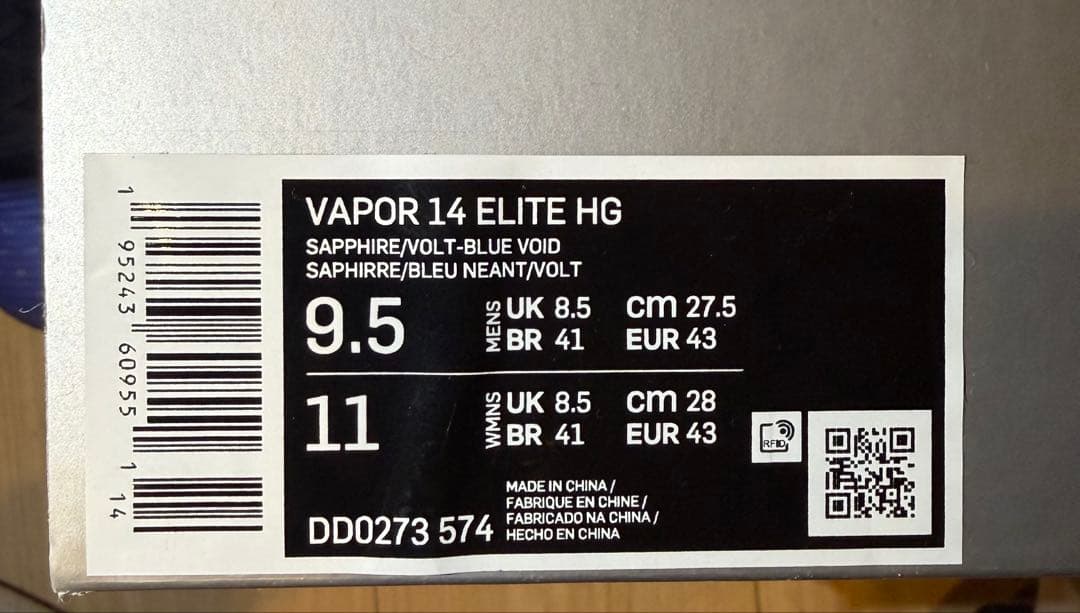 VAPOR 14 ELITE HG
SAPPHIRE/VOLT-BLUE VOID
SAPHIRRE/BLEU NEANT/VOLT
9.5 MENS UK 8.5 cm 27.5
BR 41 EUR 43
11 WMNS UK 8.5 cm 28
BR 41 EUR 43
RFID
MADE IN CHINA /
FABRIQUE EN CHINE /
FABRICADO NA CHINA /
HECHO EN CHINA
DD0273 574
1 95243 60955 1 14